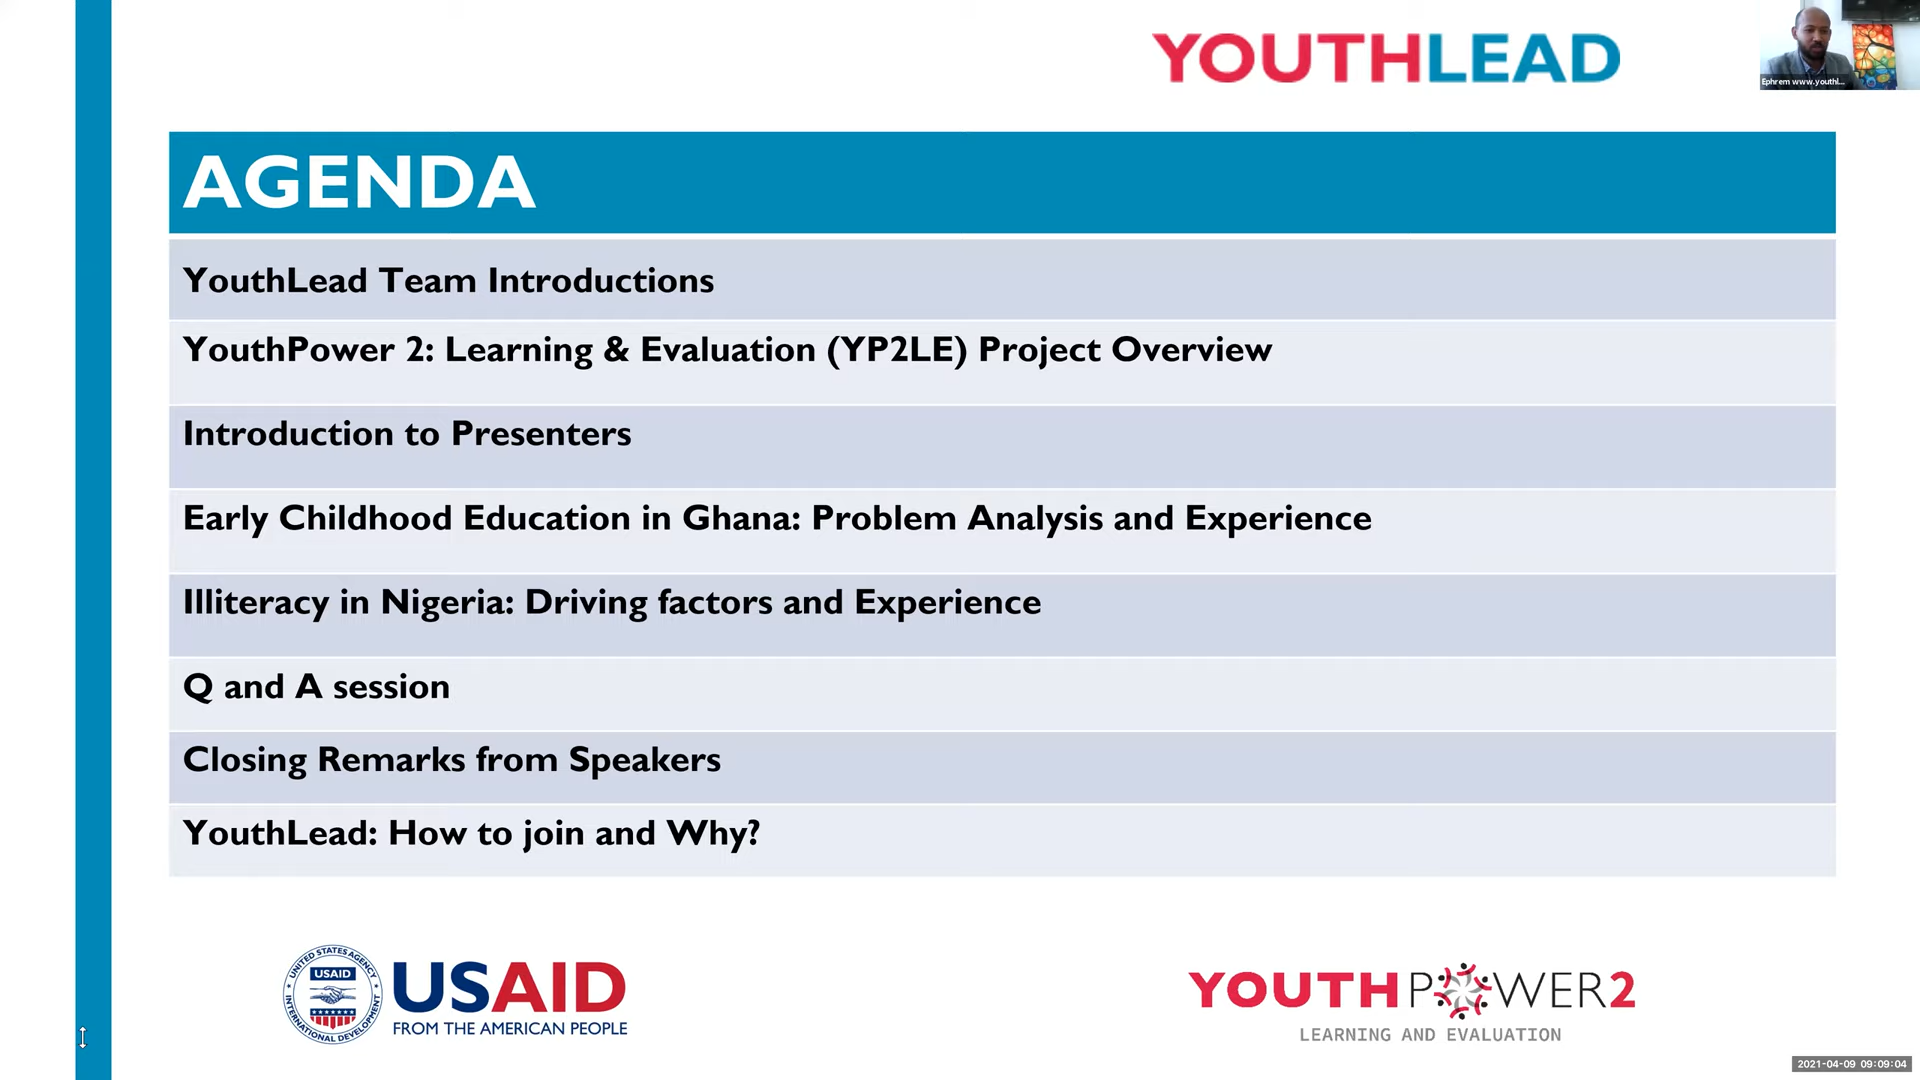 YOUTHLEAD
Ephrem www.youthl...
AGENDA
YouthLead Team Introductions
YouthPower 2: Learning & Evaluation (YP2LE) Project Overview
Introduction to Presenters
Early Childhood Education in Ghana: Problem Analysis and Experience
Illiteracy in Nigeria: Driving factors and Experience
Q and A session
Closing Remarks from Speakers
YouthLead: How to join and Why?
UNITED STATES AGENCY
USAID
INTERNATIONAL DEVELOPMENT
USAID
FROM THE AMERICAN PEOPLE
YOUTHPOWER2
LEARNING AND EVALUATION
2021-04-09 09:09:04